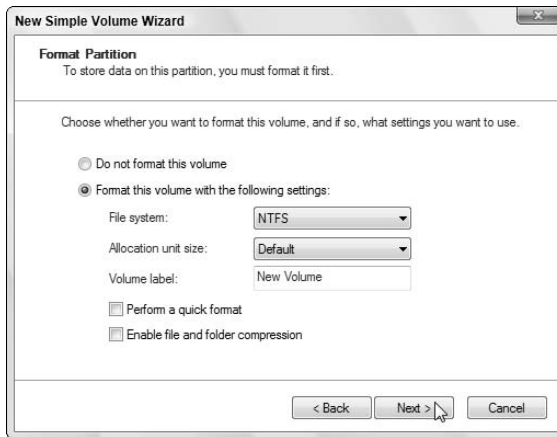 New Simple Volume Wizard
X
Format Partition
To store data on this partition, you must format it first.
Choose whether you want to format this volume, and if so, what settings you want to use.
Do not format this volume
Format this volume with the following settings:
File system: NTFS
Allocation unit size: Default
Volume label: New Volume
Perform a quick format
Enable file and folder compression
< Back Next > Cancel